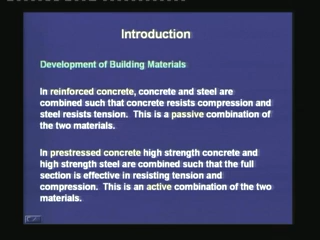 Introduction
Development of Building Materials
In reinforced concrete, concrete and steel are
combined such that concrete resists compression and
steel resists tension. This is a passive combination of
the two materials.
In prestressed concrete high strength concrete and
high strength steel are combined such that the full
section is effective in resisting tension and
compression. This is an active combination of the two
materials.